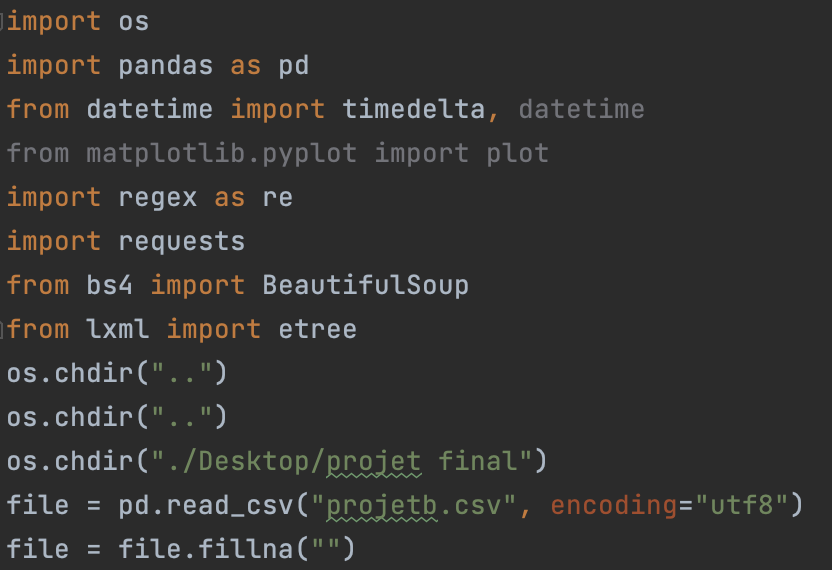 import os
import pandas as pd
from datetime import timedelta, datetime
from matplotlib.pyplot import plot
import regex as re
import requests
from bs4 import BeautifulSoup
from lxml import etree
os.chdir("..")
os.chdir("..")
os.chdir("./Desktop/projet final")
file = pd.read_csv("projetb.csv", encoding="utf8")
file = file.fillna("")